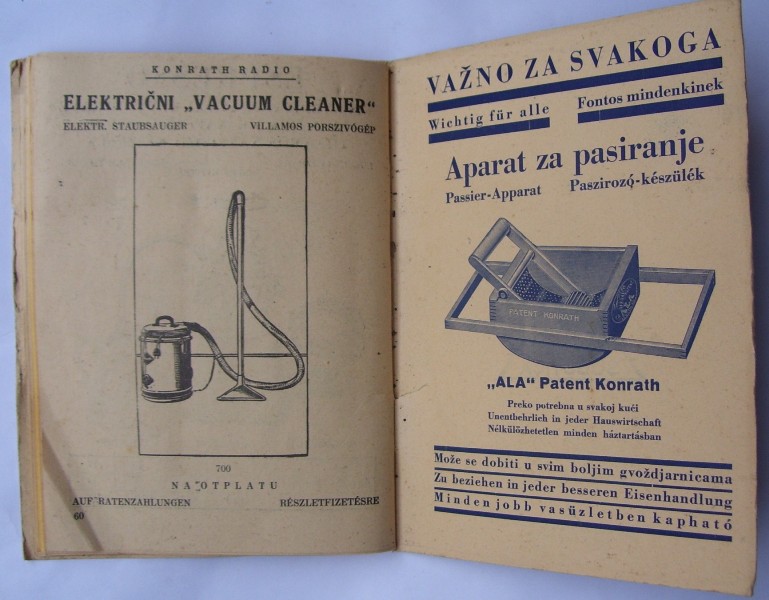 KONRATH RADIO
ELEKTRIČNI „VACUUM CLEANER"
ELEKTR. STAUBSAUGER VILLAMOS PORSZIVÓGÉP
700
NA OTPLATU
AUF RATENZAHLUNGEN RÉSZLETFIZETÉSRE
60
VAŽNO ZA SVAKOGA
Wichtig für alle Fontos mindenkinek
Aparat za pasiranje
Passier-Apparat Paszirozó-készülék
PATENT KONRATH
ALA
„ALA" Patent Konrath
Preko potrebna u svakoj kući
Unentbehrlich in jeder Hauswirtschaft
Nélkülözhetetlen minden háztartásban
Može se dobiti u svim boljim gvoždjarnicama
Zu beziehen in jeder besseren Eisenhandlung
Minden jobb vasüzletben kapható